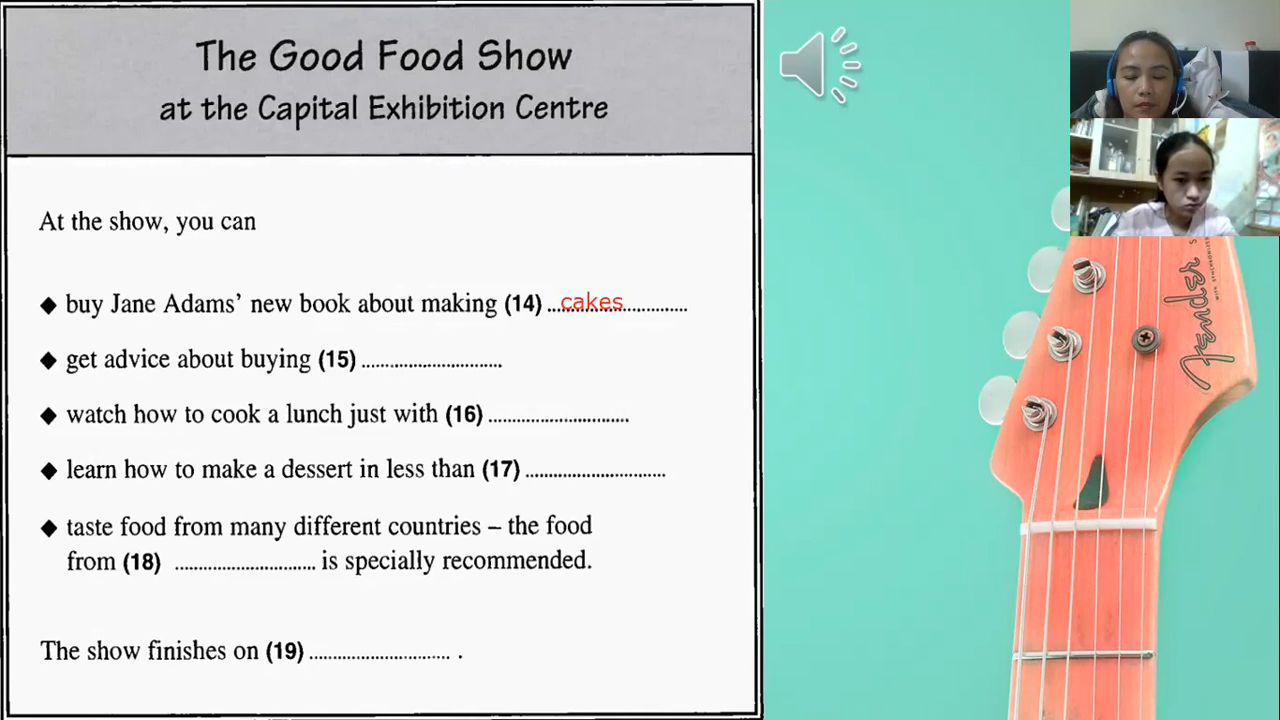 The Good Food Show
at the Capital Exhibition Centre
At the show, you can
◆ buy Jane Adams’ new book about making (14) ...cakes...............
◆ get advice about buying (15) ..............................
◆ watch how to cook a lunch just with (16) ..............................
◆ learn how to make a dessert in less than (17) ..............................
◆ taste food from many different countries – the food
from (18) .............................. is specially recommended.
The show finishes on (19) .............................. .
Fender